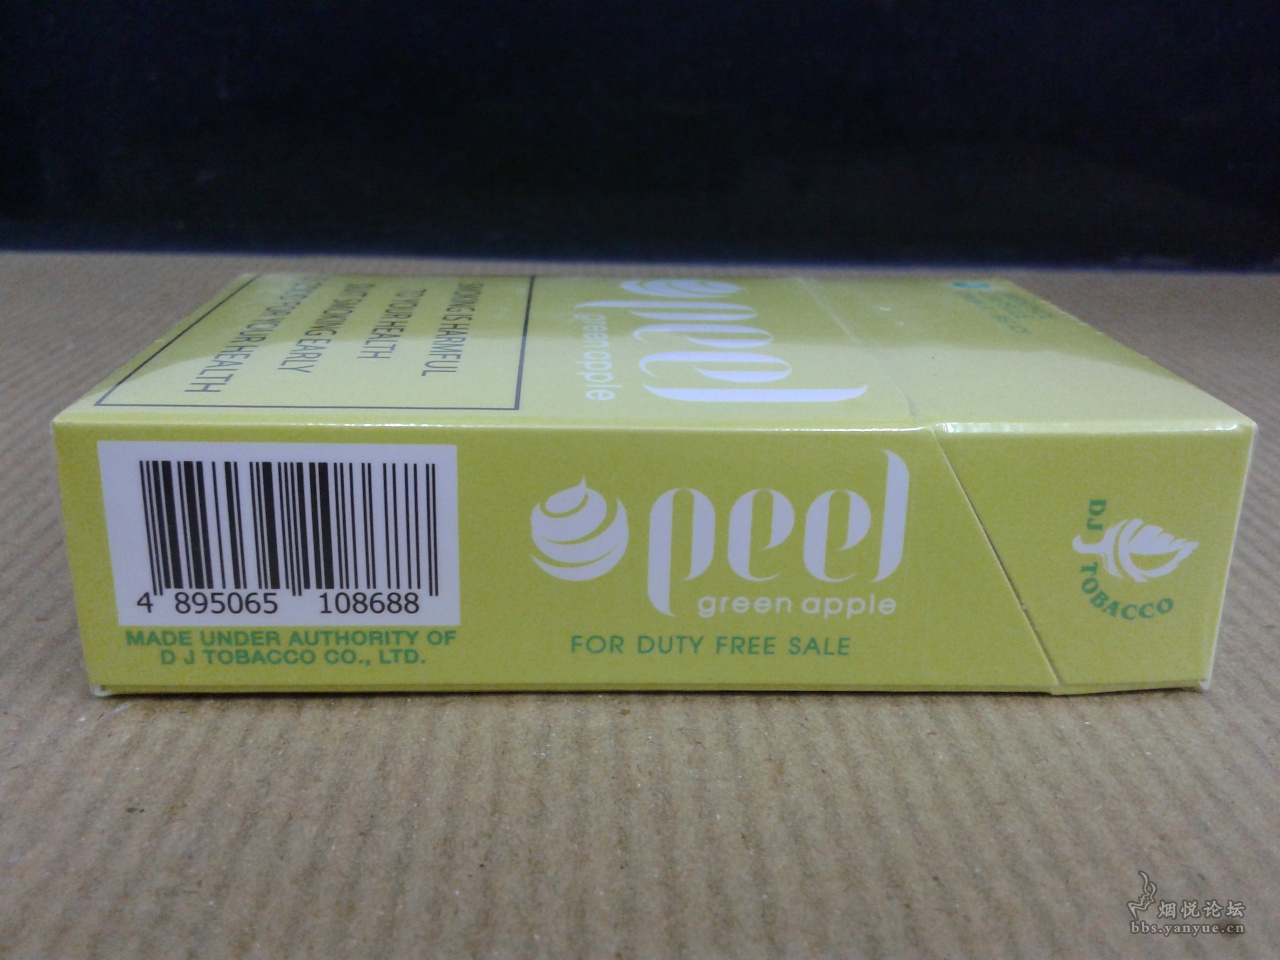 SMOKING IS HARMFUL
TO YOUR HEALTH
QUIT SMOKING EARLY
IS GOOD FOR YOUR HEALTH
peel
green apple
4 895065 108688
MADE UNDER AUTHORITY OF
D J TOBACCO CO., LTD.
peel
green apple
FOR DUTY FREE SALE
DJ TOBACCO
烟悦论坛
bbs.yanyue.cn